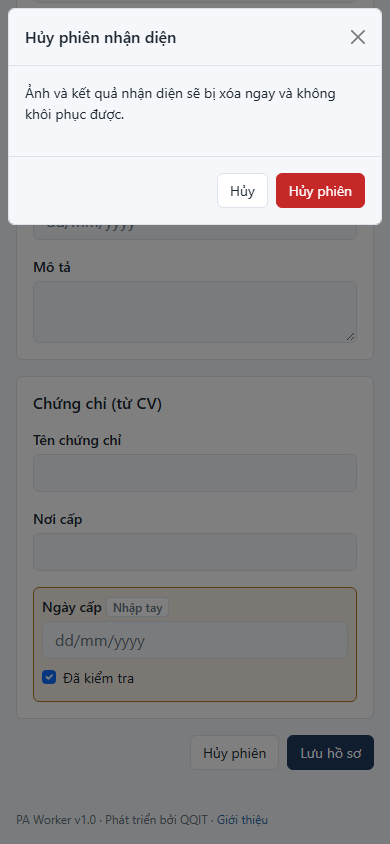 Hủy phiên nhận diện
Ảnh và kết quả nhận diện sẽ bị xóa ngay và không
khôi phục được.
Hủy
Hủy phiên
dd/mm/yyyy
Mô tả
Chứng chỉ (từ CV)
Tên chứng chỉ
Nơi cấp
Ngày cấp Nhập tay
dd/mm/yyyy
Đã kiểm tra
Hủy phiên
Lưu hồ sơ
PA Worker v1.0 · Phát triển bởi QQIT · Giới thiệu